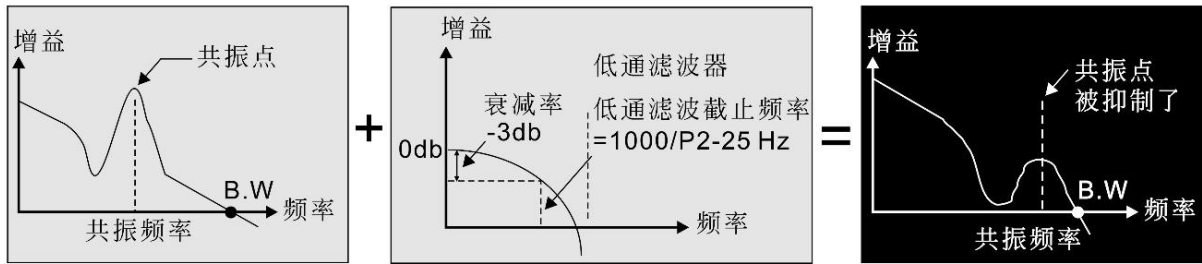 增益
共振点
B.W
频率
共振频率
+
增益
低通滤波器
衰减率
-3db
低通滤波截止频率
=1000/P2-25 Hz
0db
频率
=
增益
共振点
被抑制了
B.W
频率
共振频率